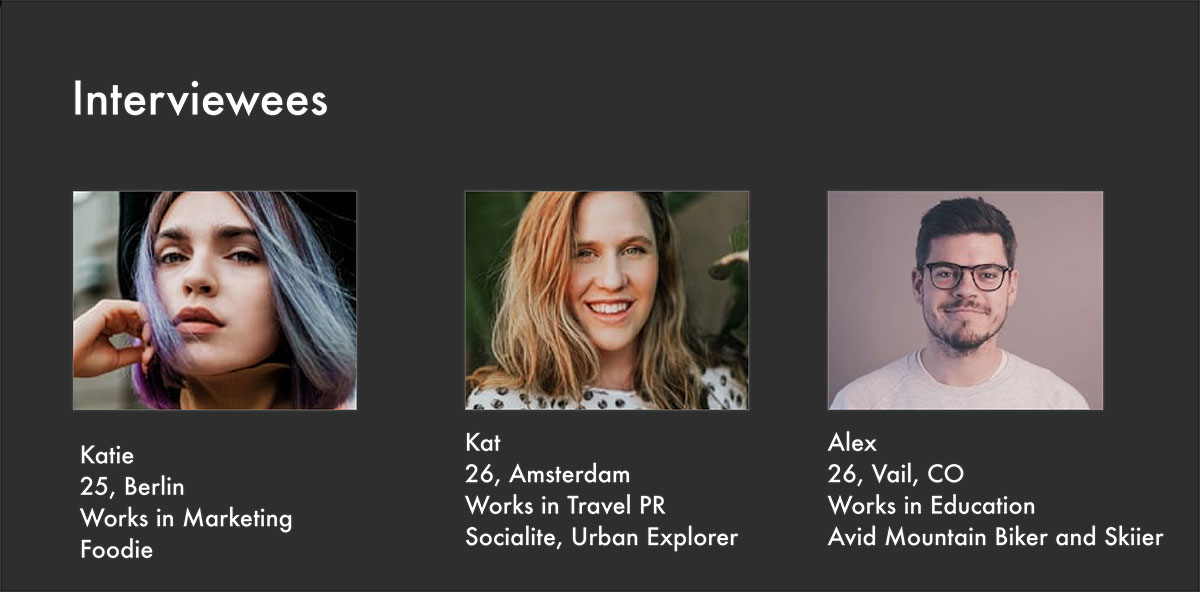 Interviewees
Katie
25, Berlin
Works in Marketing
Foodie
Kat
26, Amsterdam
Works in Travel PR
Socialite, Urban Explorer
Alex
26, Vail, CO
Works in Education
Avid Mountain Biker and Skiier